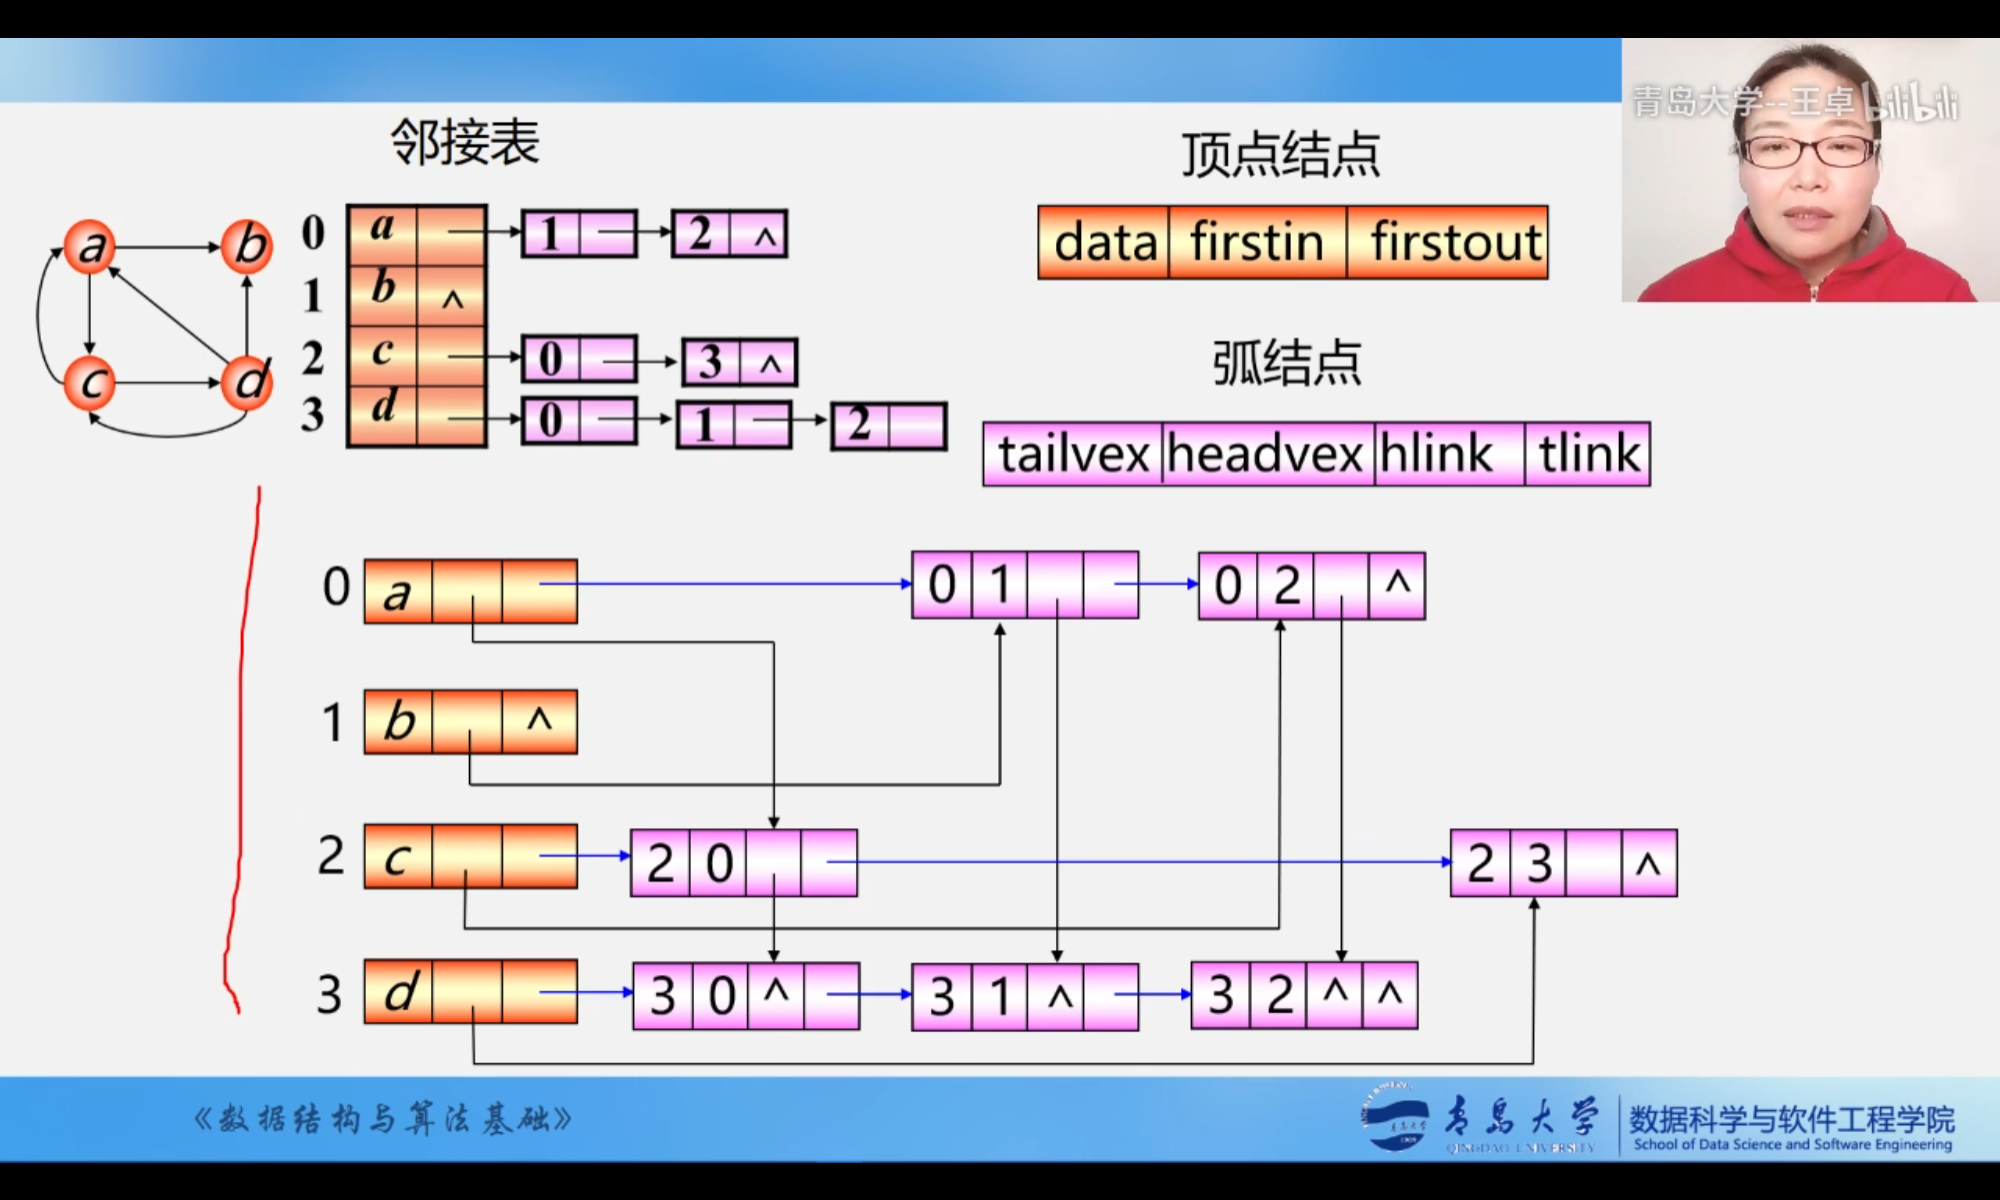 青岛大学--王卓 bilibili
邻接表
顶点结点
data firstin firstout
弧结点
tailvex headvex hlink tlink
a b
c d
0 a 1 2 ^
1 b ^
2 c 0 3 ^
3 d 0 1 2
0 a 0 1 0 2 ^
1 b ^
2 c 2 0 2 3 ^
3 d 3 0 ^ 3 1 ^ 3 2 ^ ^
《数据结构与算法基础》
青岛大学
QINGDAO UNIVERSITY
数据科学与软件工程学院
School of Data Science and Software Engineering